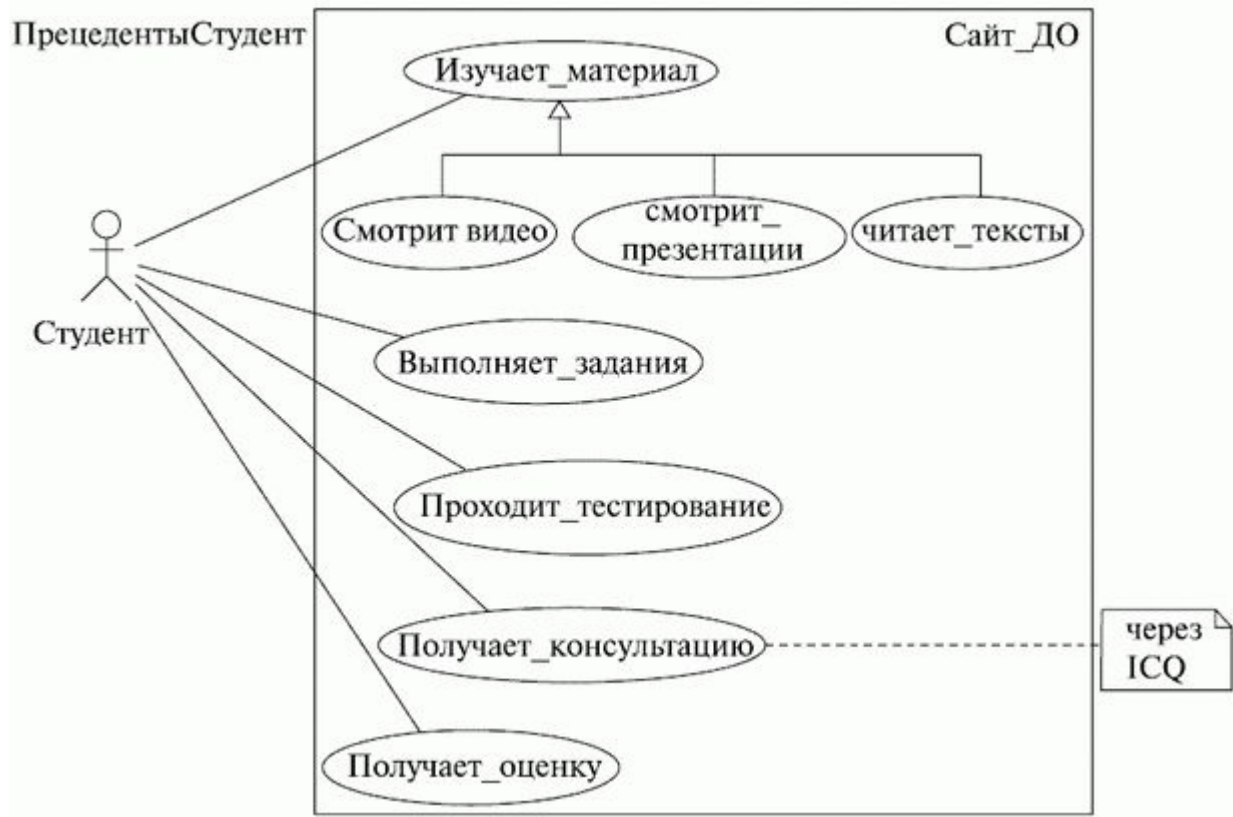 ПрецедентыСтудент
Сайт_ДО
Изучает_материал
Смотрит видео
смотрит_
презентации
читает_тексты
Студент
Выполняет_задания
Проходит_тестирование
Получает_консультацию
через
ICQ
Получает_оценку